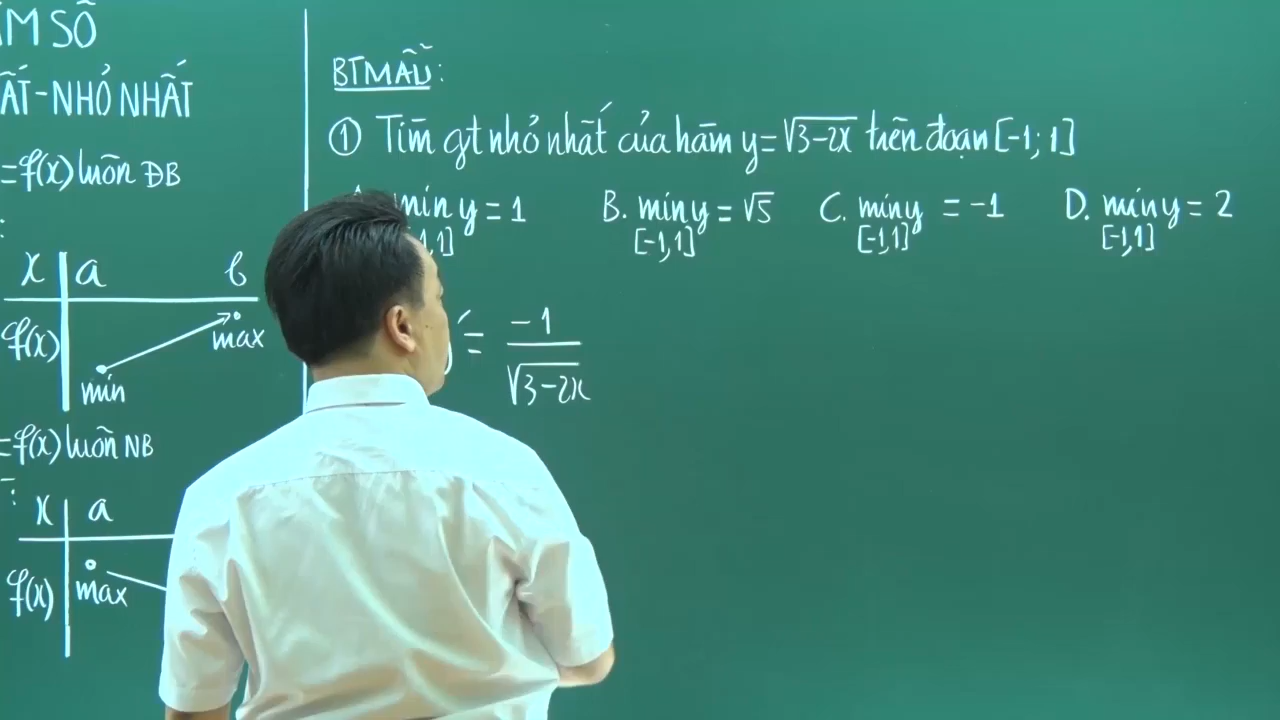 SỐ
NHỎ NHẤT
=f(x) luôn ĐB
:
x a b
f(x)
max
min
=f(x) luôn NB
:
x a
f(x)
max
BT MẪU:
① Tìm gt nhỏ nhất của hàm y=√3-2x trên đoạn [-1; 1]
min y = 1 B. min y = √5 C. min y = -1 D. min y = 2
,1] [-1,1] [-1,1] [-1,1]
′ = -1
√3-2x